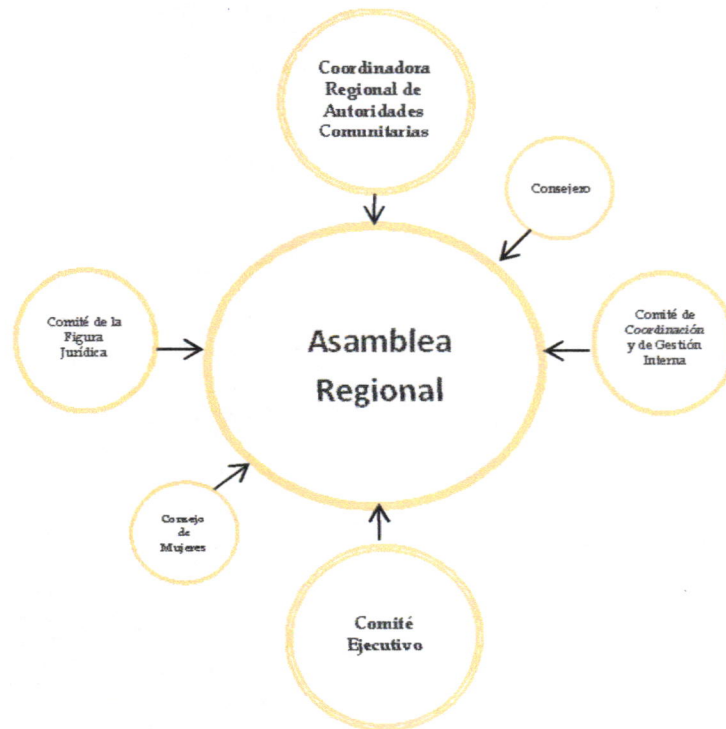 Coordinadora
Regional de
Autoridades
Comunitarias
Consejero
Comité de la
Figura
Jurídica
Asamblea
Regional
Comité de
Coordinación
y de Gestión
Interna
Consejo
de
Mujeres
Comité
Ejecutivo